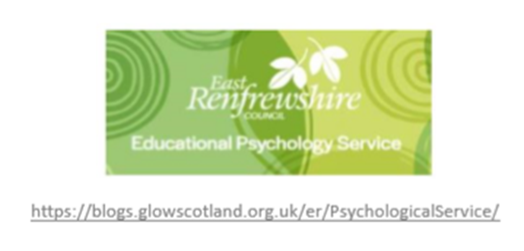 East
Renfrewshire
COUNCIL
Educational Psychology Service
https://blogs.glowscotland.org.uk/er/PsychologicalService/